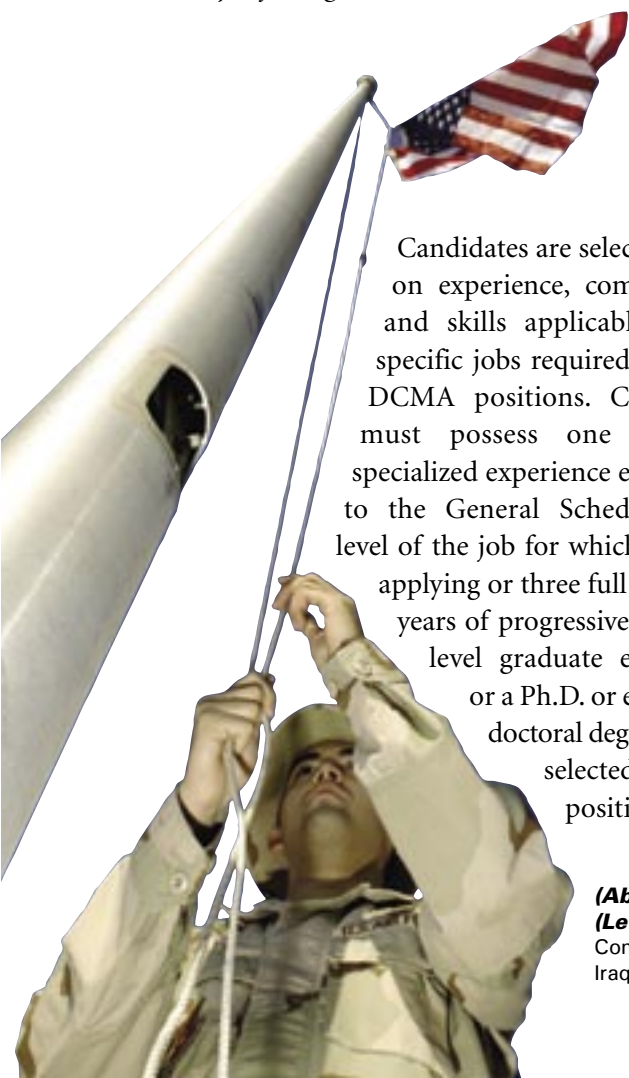 Candidates are selec
on experience, com
and skills applicabl
specific jobs required
DCMA positions. C
must possess one
specialized experience e
to the General Sched
level of the job for which
applying or three full
years of progressive
level graduate e
or a Ph.D. or e
doctoral deg
selected
positi
(Ab
(Le
Con
Iraq